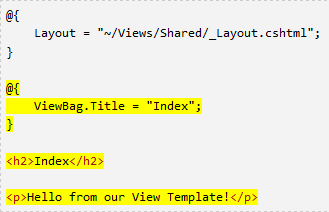 @{
    Layout = "~/Views/Shared/_Layout.cshtml";
}
@{
    ViewBag.Title = "Index";
}
<h2>Index</h2>
<p>Hello from our View Template!</p>